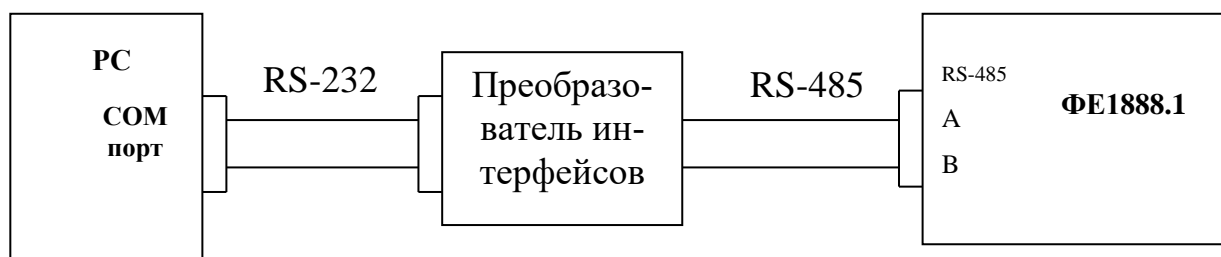 PC
COM
порт
RS-232
Преобразо-
ватель ин-
терфейсов
RS-485
RS-485
A
B
ФЕ1888.1